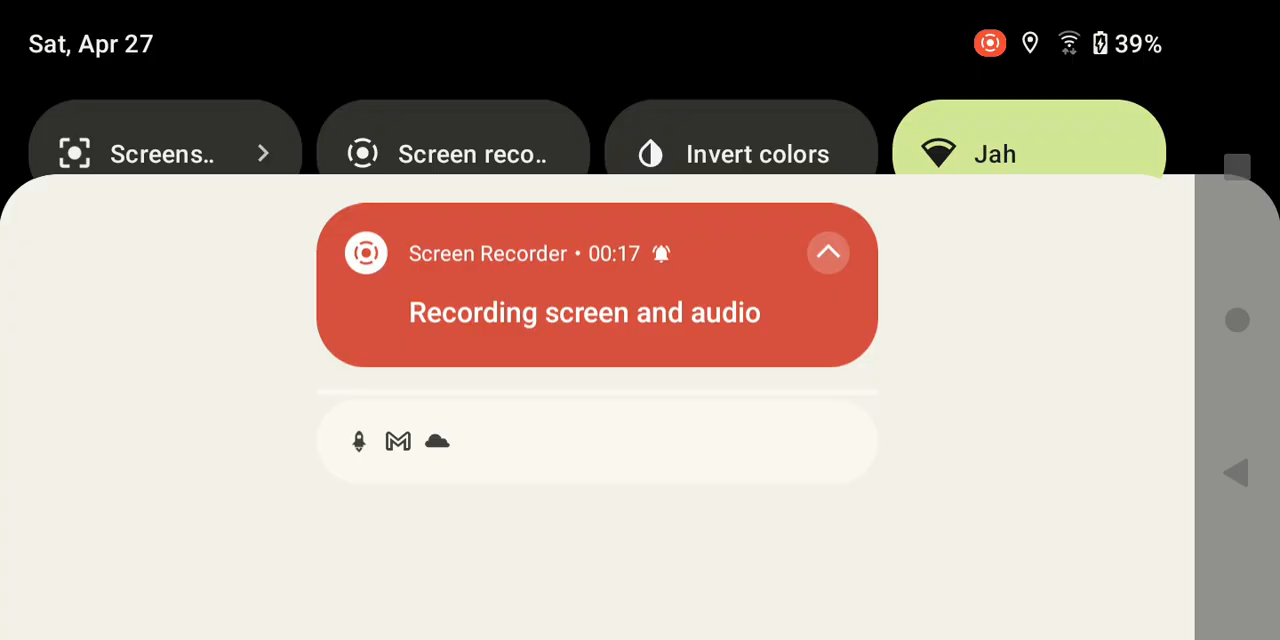 Sat, Apr 27
39%
Screens..
Screen reco..
Invert colors
Jah
Screen Recorder • 00:17
Recording screen and audio